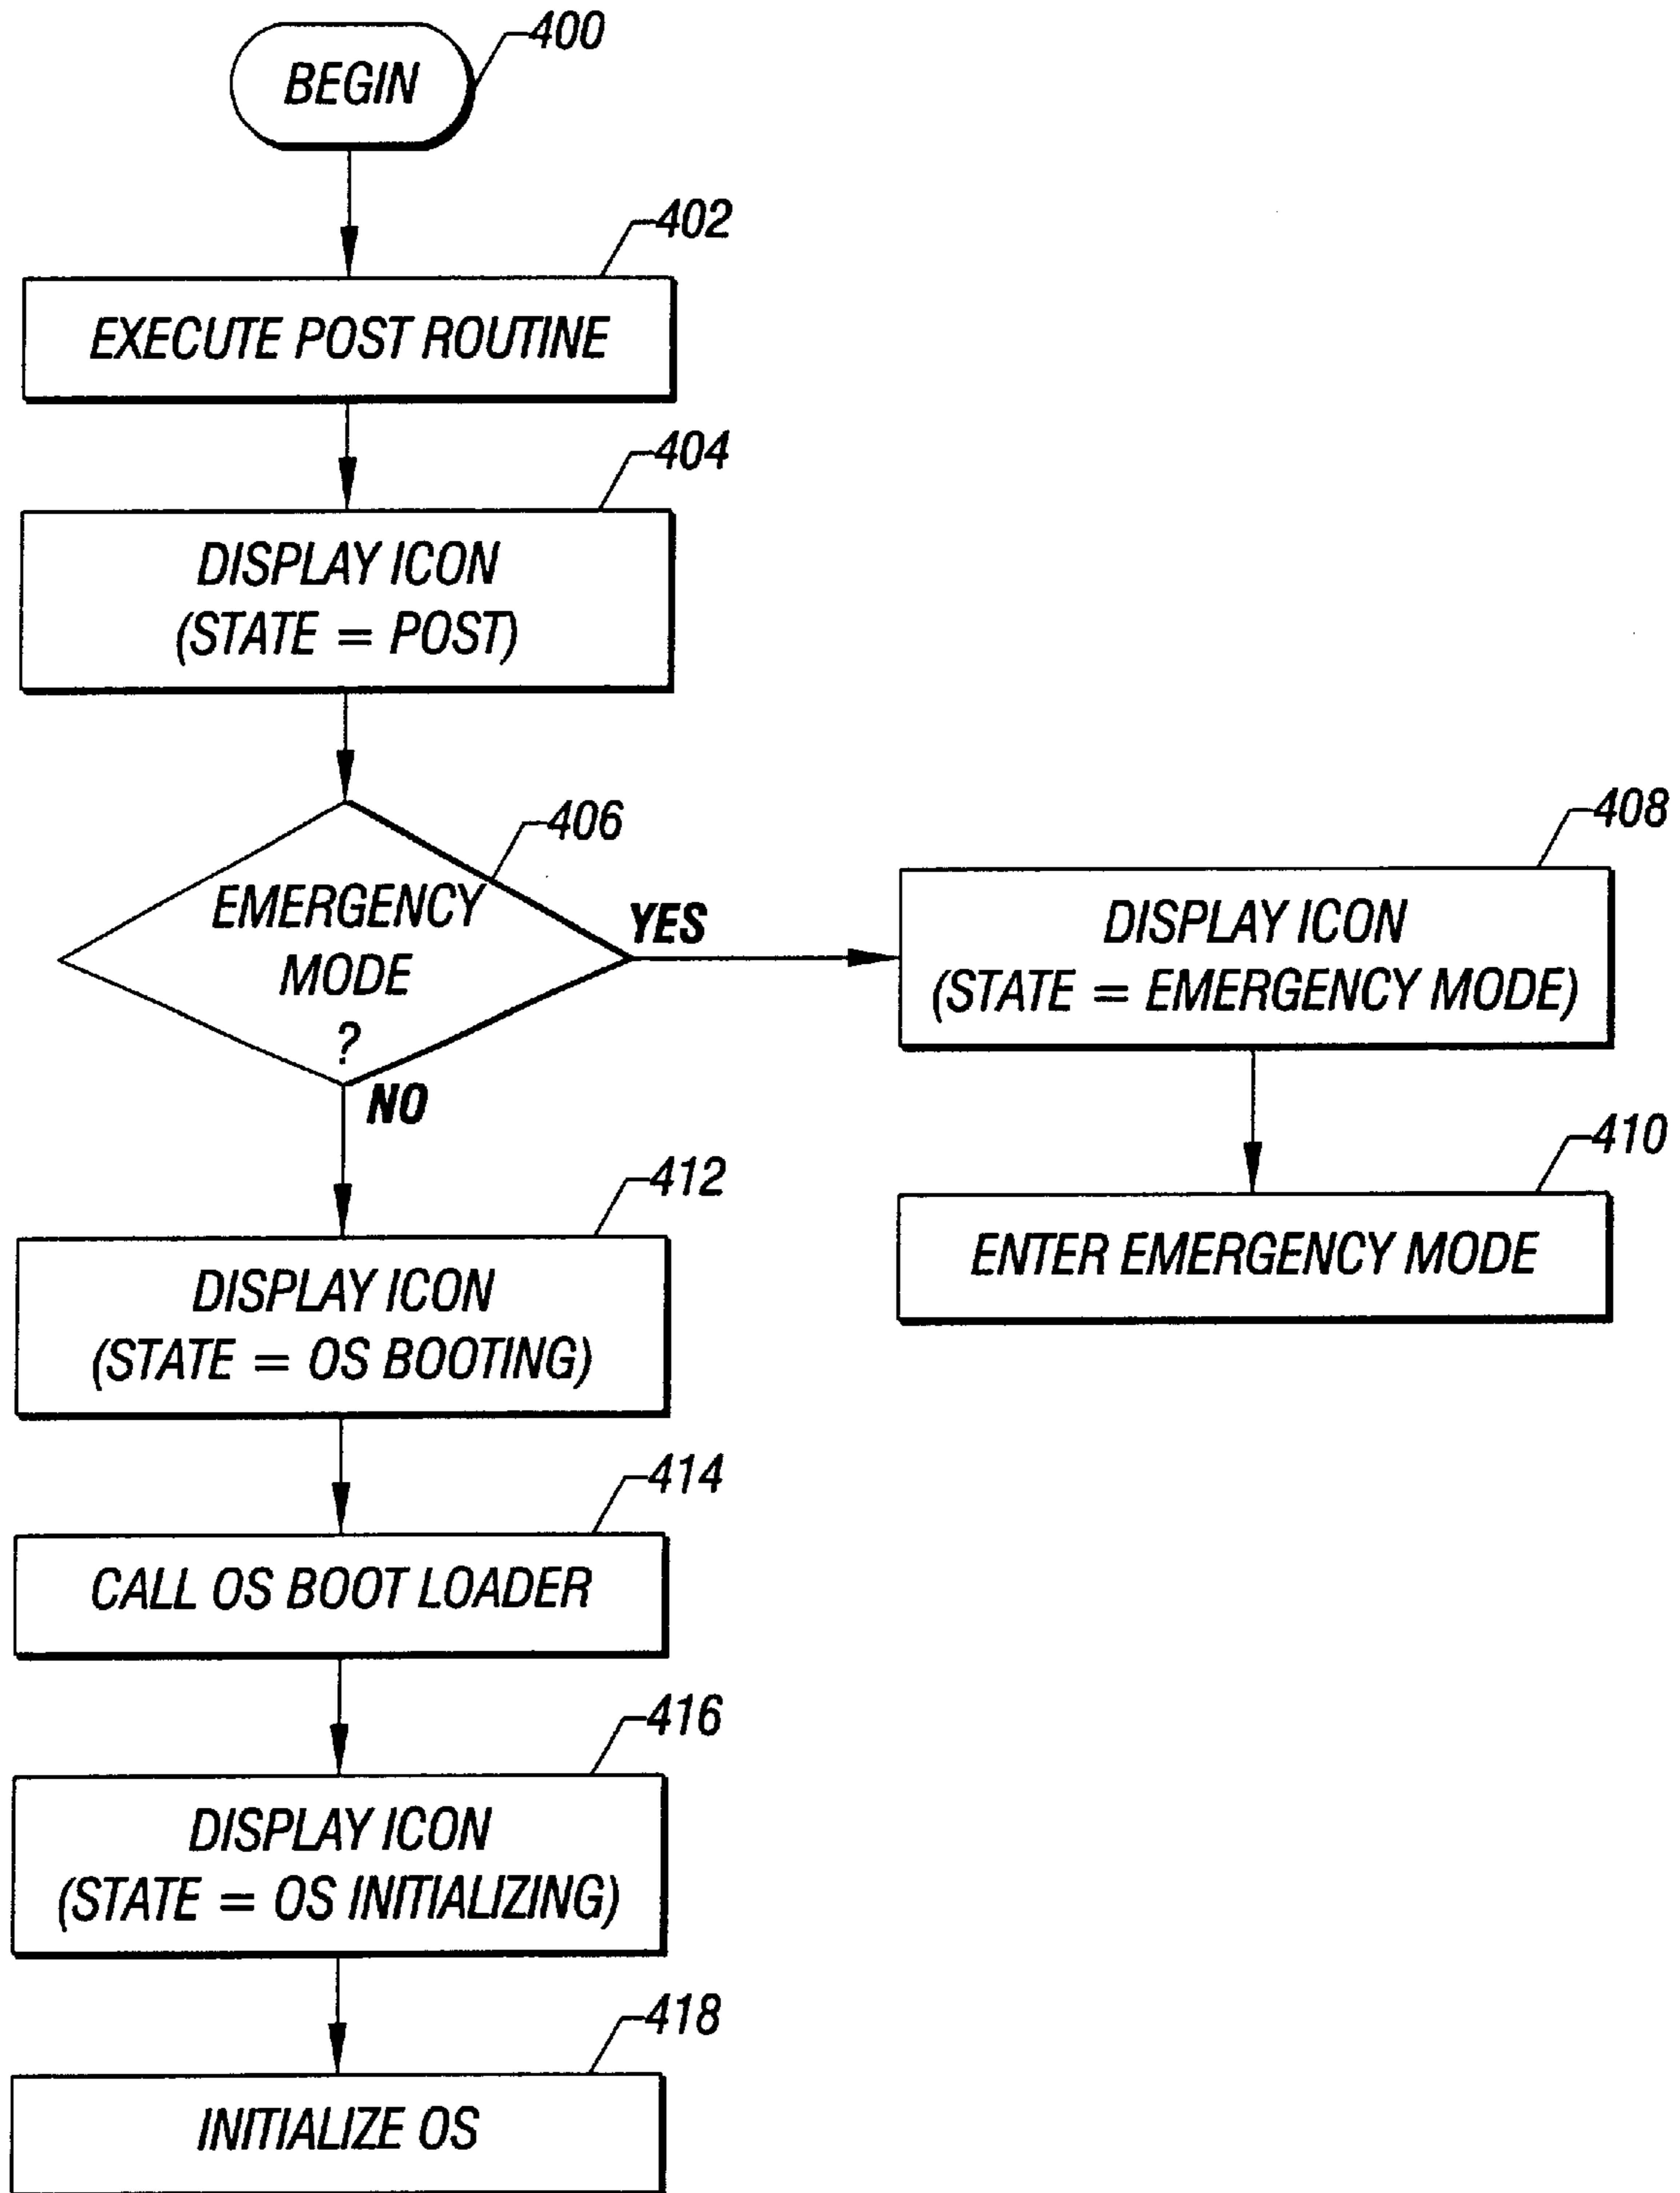 400
BEGIN
402
EXECUTE POST ROUTINE
404
DISPLAY ICON
(STATE = POST)
406
EMERGENCY
MODE
?
YES
NO
408
DISPLAY ICON
(STATE = EMERGENCY MODE)
410
ENTER EMERGENCY MODE
412
DISPLAY ICON
(STATE = OS BOOTING)
414
CALL OS BOOT LOADER
416
DISPLAY ICON
(STATE = OS INITIALIZING)
418
INITIALIZE OS